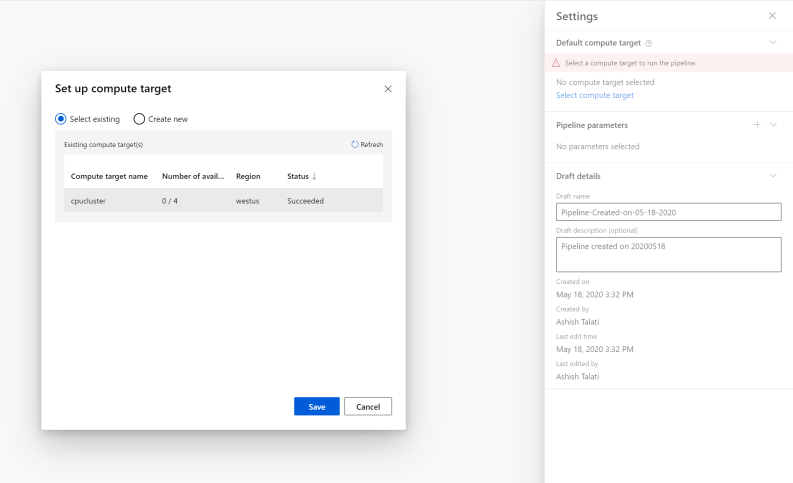 Set up compute target
Select existing
Create new
Existing compute target(s)
Refresh
Compute target name Number of avail... Region Status ↓
cpucluster 0 / 4 westus Succeeded
Save
Cancel
Settings
Default compute target
Select a compute target to run the pipeline.
No compute target selected
Select compute target
Pipeline parameters
No parameters selected
Draft details
Draft name
Pipeline-Created-on-05-18-2020
Draft description (optional)
Pipeline created on 20200518
Created on
May 18, 2020 3:32 PM
Created by
Ashish Talati
Last edit time
May 18, 2020 3:32 PM
Last edited by
Ashish Talati